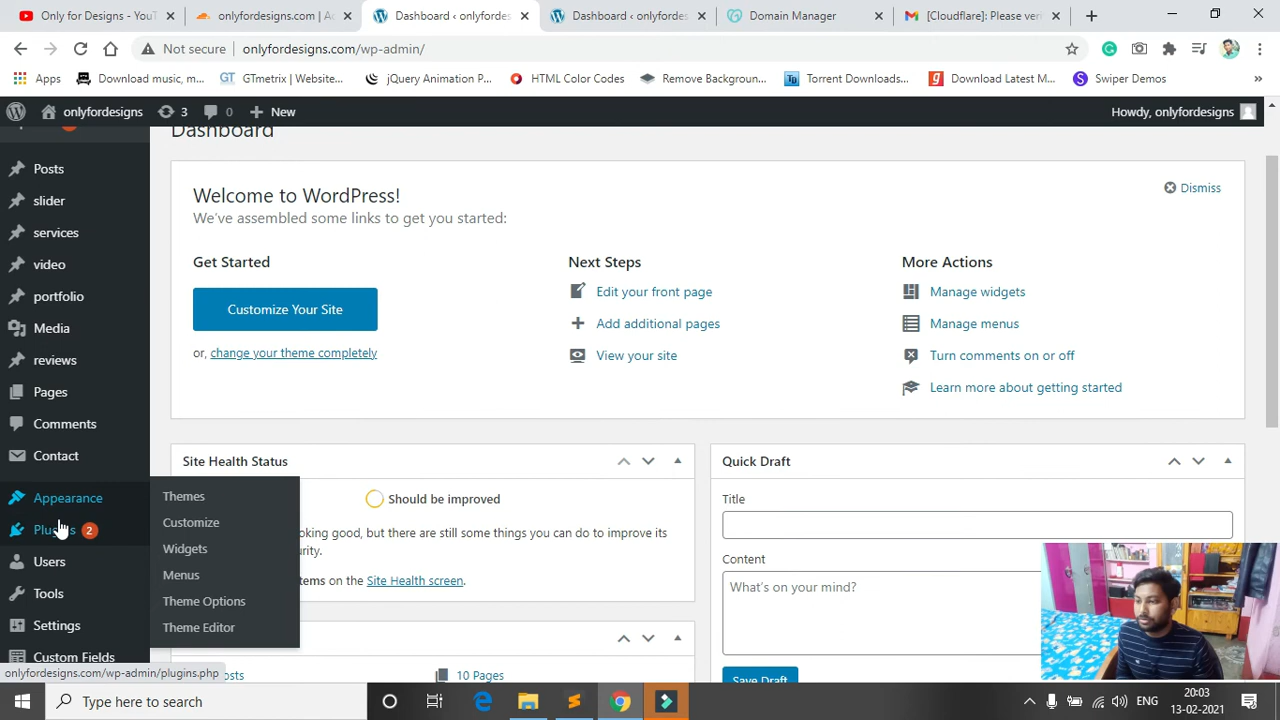 Only for Designs - YouT
onlyfordesigns.com | Ac
Dashboard ‹ onlyfordes
Dashboard ‹ onlyfordes
Domain Manager
[Cloudflare]: Please ver
Not secure
onlyfordesigns.com/wp-admin/
Apps
Download music, m...
GTmetrix | Website...
jQuery Animation P...
HTML Color Codes
Remove Backgroun...
Torrent Downloads...
Download Latest M...
Swiper Demos
»
onlyfordesigns
3
0
New
Howdy, onlyfordesigns
Dashboard
Posts
slider
services
video
portfolio
Media
reviews
Pages
Comments
Contact
Appearance
Plugins 2
Users
Tools
Settings
Custom Fields
Themes
Customize
Widgets
Menus
Theme Options
Theme Editor
Welcome to WordPress!
We've assembled some links to get you started:
Dismiss
Get Started
Customize Your Site
or, change your theme completely
Next Steps
Edit your front page
Add additional pages
View your site
More Actions
Manage widgets
Manage menus
Turn comments on or off
Learn more about getting started
Site Health Status
Should be improved
oking good, but there are still some things you can do to improve its
tems on the Site Health screen.
10 Pages
Quick Draft
Title
Content
What's on your mind?
Save Draft
onlyfordesigns.com/wp-admin/plugins.php
Type here to search
ENG
20:03
13-02-2021